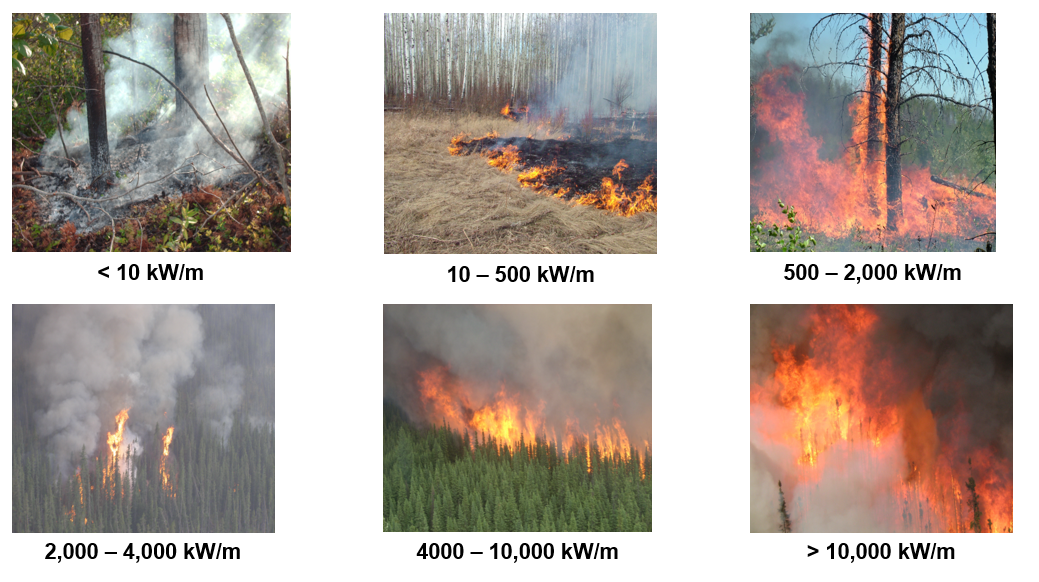 < 10 kW/m
10 – 500 kW/m
500 – 2,000 kW/m
2,000 – 4,000 kW/m
4000 – 10,000 kW/m
> 10,000 kW/m